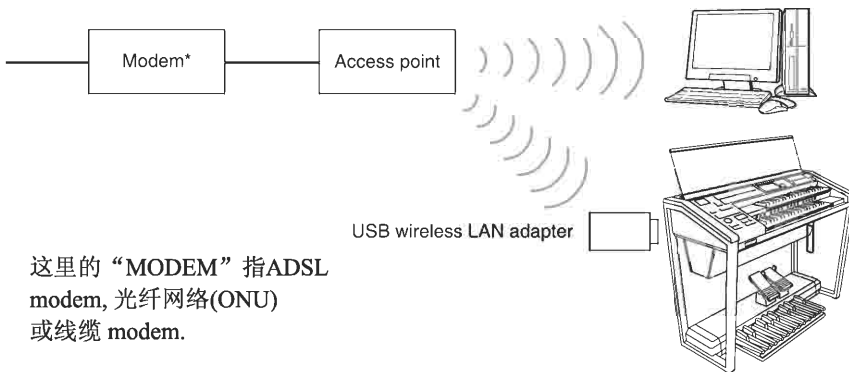 Modem*
Access point
USB wireless LAN adapter
这里的“MODEM”指ADSL
modem, 光纤网络(ONU)
或线缆 modem.